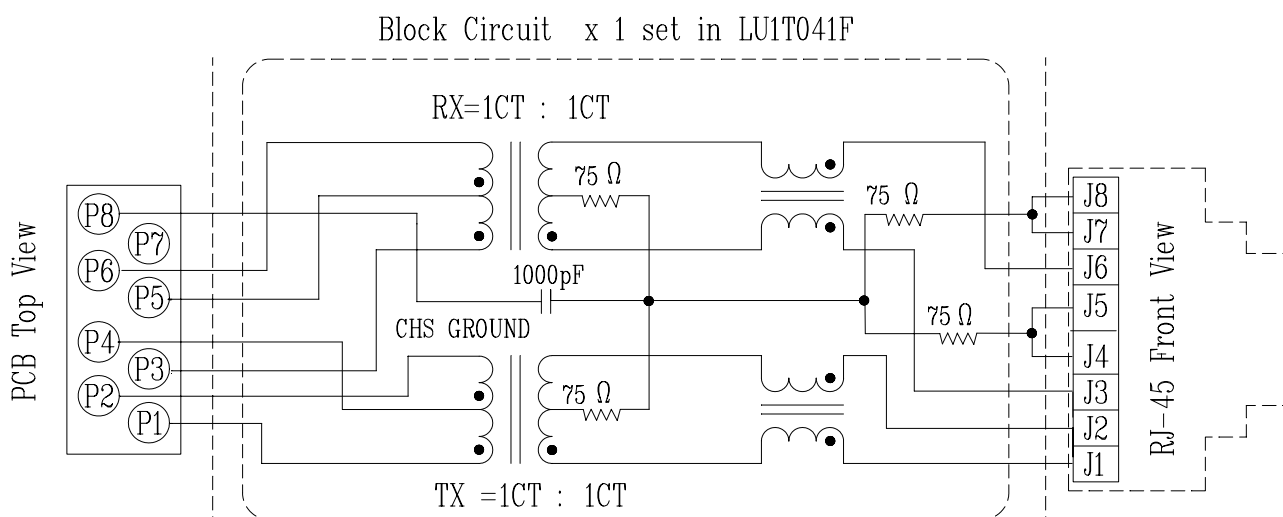 Block Circuit x 1 set in LU1T041F
RX=1CT : 1CT
75 Ω
75 Ω
PCB Top View
P8
P7
P6
P5
P4
P3
P2
P1
1000pF
CHS GROUND
75 Ω
75 Ω
TX =1CT : 1CT
J8
J7
J6
J5
J4
J3
J2
J1
RJ-45 Front View